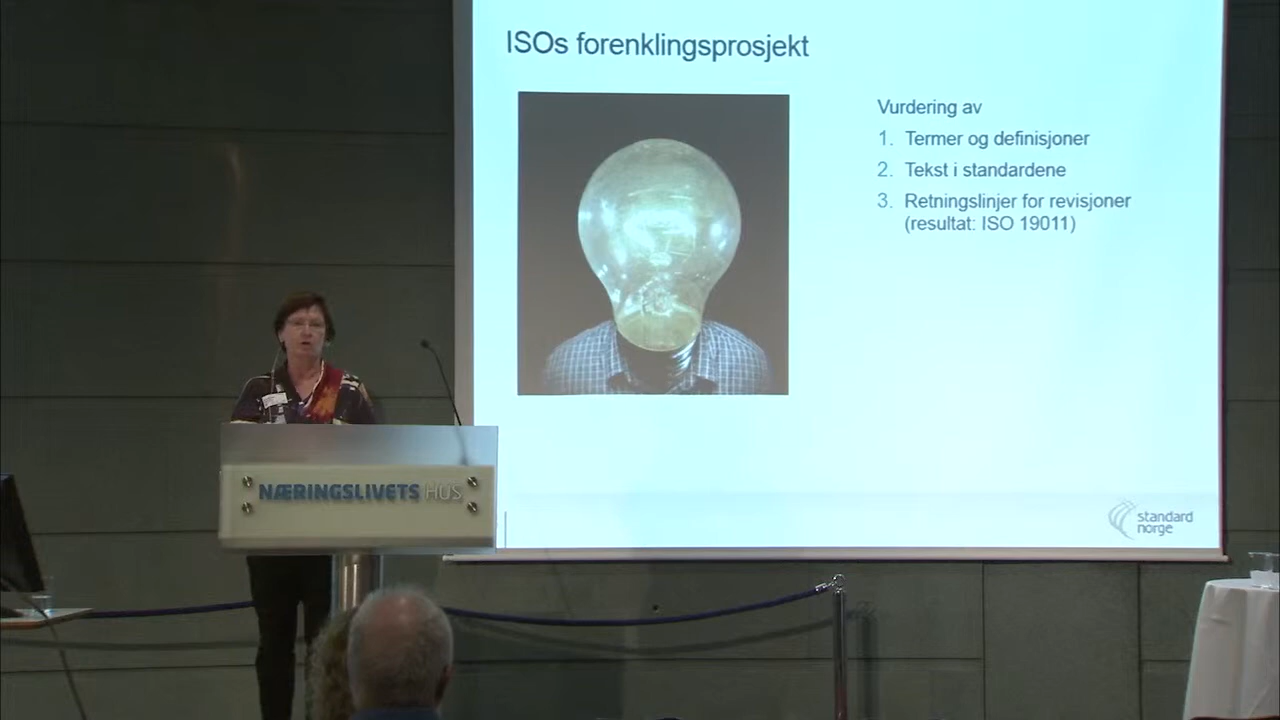 ISOs forenklingsprosjekt
Vurdering av
1. Termer og definisjoner
2. Tekst i standardene
3. Retningslinjer for revisjoner
(resultat: ISO 19011)
NÆRINGSLIVETS HUS
standard
norge